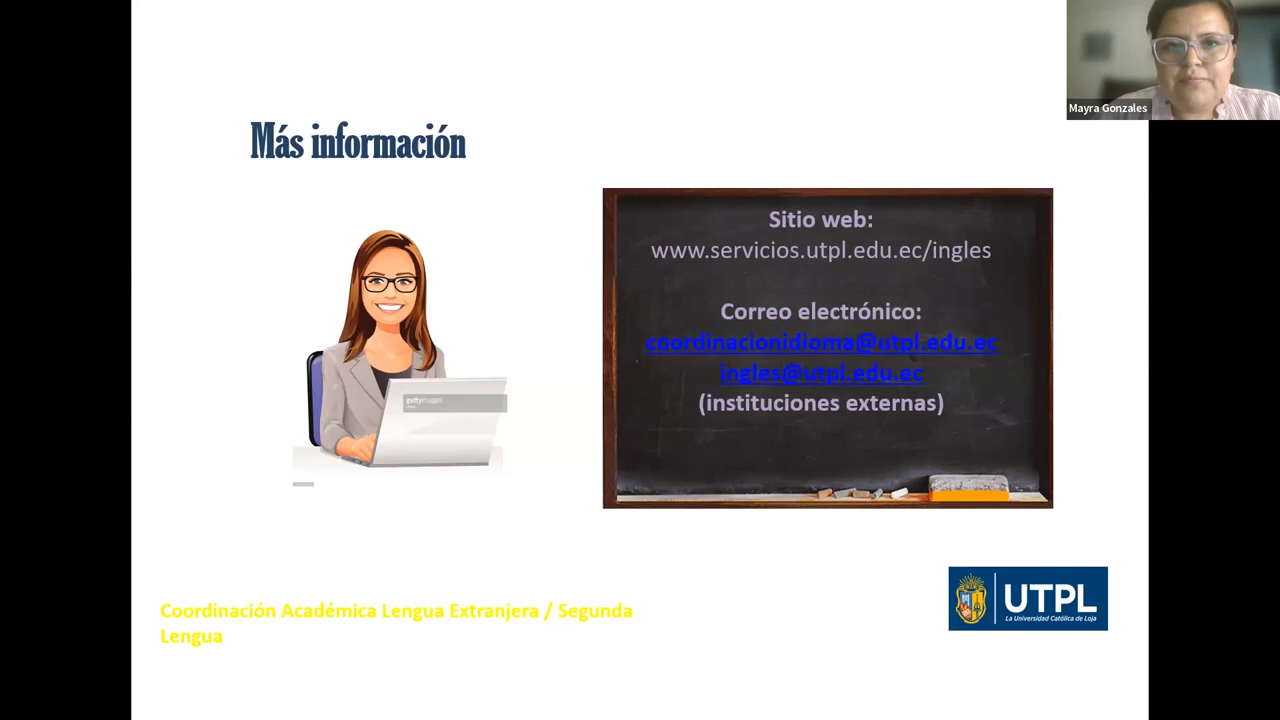 Mayra Gonzales
Más información
Sitio web:
www.servicios.utpl.edu.ec/ingles
Correo electrónico:
coordinacionidioma@utpl.edu.ec
ingles@utpl.edu.ec
(instituciones externas)
gettyimages
UTPL
La Universidad Católica de Loja
Coordinación Académica Lengua Extranjera / Segunda
Lengua